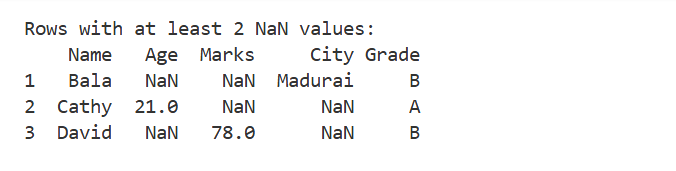 Rows with at least 2 NaN values:
    Name   Age  Marks     City Grade
1   Bala   NaN    NaN  Madurai     B
2  Cathy  21.0    NaN      NaN     A
3  David   NaN   78.0      NaN     B